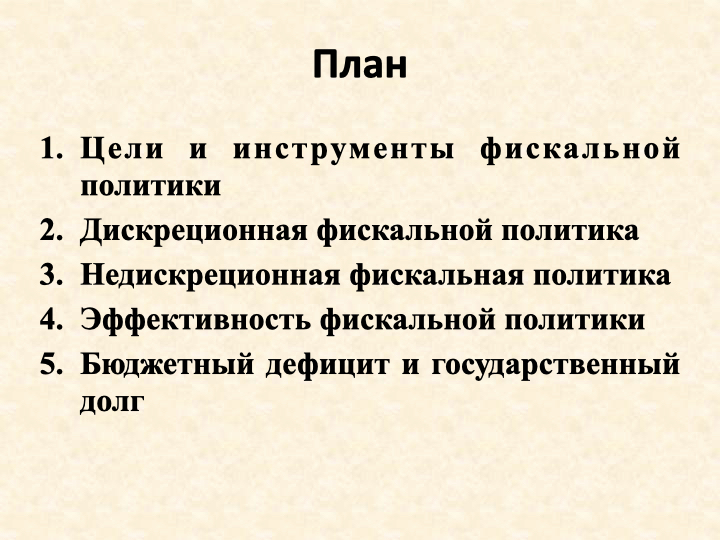 План
1. Цели и инструменты фискальной
политики
2. Дискреционная фискальной политика
3. Недискреционная фискальная политика
4. Эффективность фискальной политики
5. Бюджетный дефицит и государственный
долг